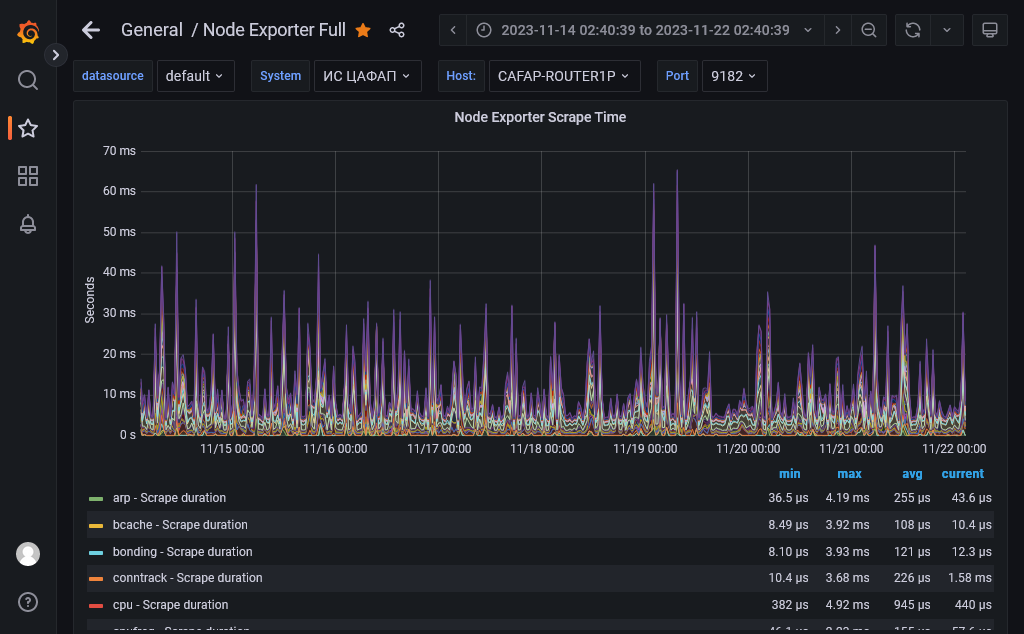 General / Node Exporter Full
2023-11-14 02:40:39 to 2023-11-22 02:40:39
datasource default System ИС ЦАФАП Host: CAFAP-ROUTER1P Port 9182
Node Exporter Scrape Time
70 ms
60 ms
50 ms
40 ms
30 ms
20 ms
10 ms
0 s
Seconds
11/15 00:00 11/16 00:00 11/17 00:00 11/18 00:00 11/19 00:00 11/20 00:00 11/21 00:00 11/22 00:00
min max avg current
arp - Scrape duration 36.5 µs 4.19 ms 255 µs 43.6 µs
bcache - Scrape duration 8.49 µs 3.92 ms 108 µs 10.4 µs
bonding - Scrape duration 8.10 µs 3.93 ms 121 µs 12.3 µs
conntrack - Scrape duration 10.4 µs 3.68 ms 226 µs 1.58 ms
cpu - Scrape duration 382 µs 4.92 ms 945 µs 440 µs